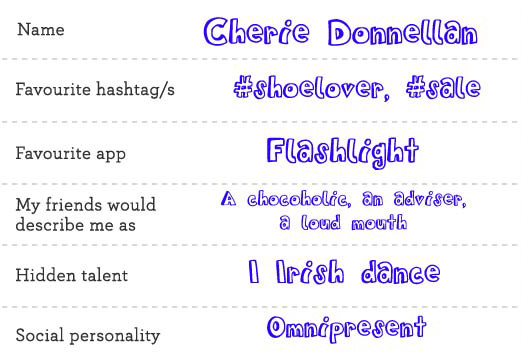 Name Cherie Donnellan
Favourite hashtag/s #shoelover, #sale
Favourite app Flashlight
My friends would describe me as A chocoholic, an adviser, a loud mouth
Hidden talent I Irish dance
Social personality Omnipresent